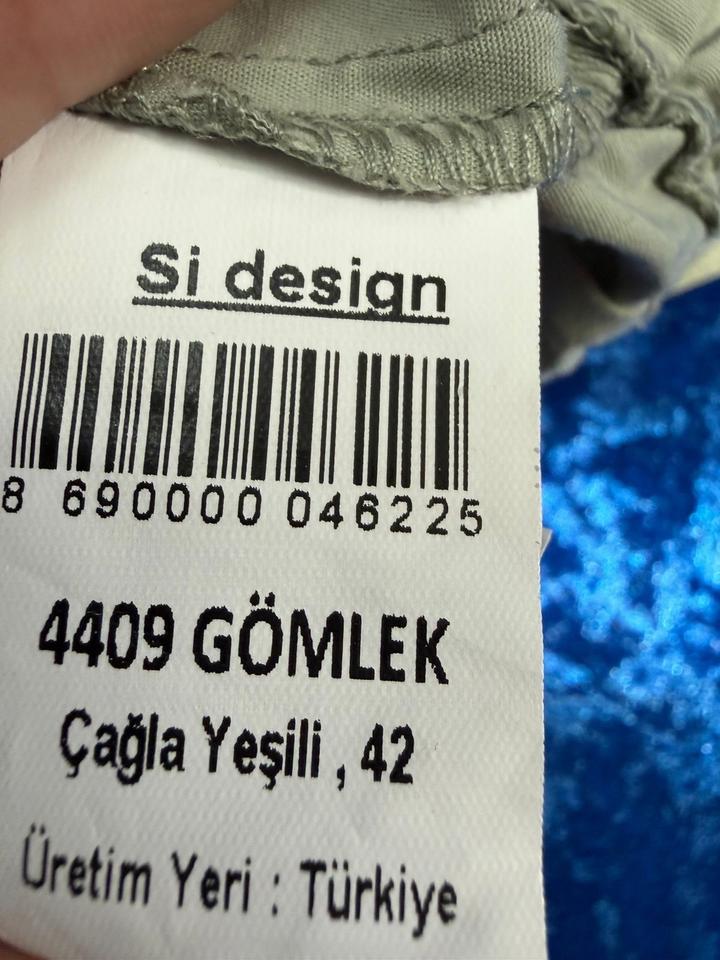 Si design
8 690000 046225
4409 GÖMLEK
Çağla Yeşili , 42
Üretim Yeri : Türkiye